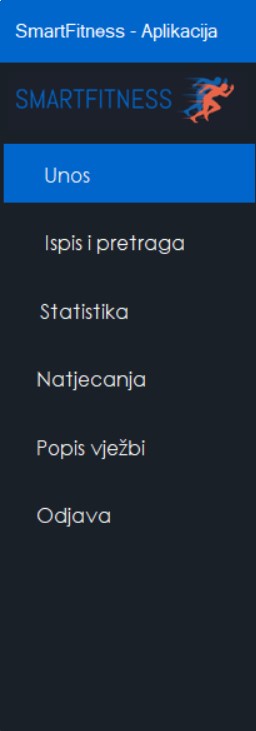 SmartFitness - Aplikacija
SMARTFITNESS
Unos
Ispis i pretraga
Statistika
Natjecanja
Popis vježbi
Odjava